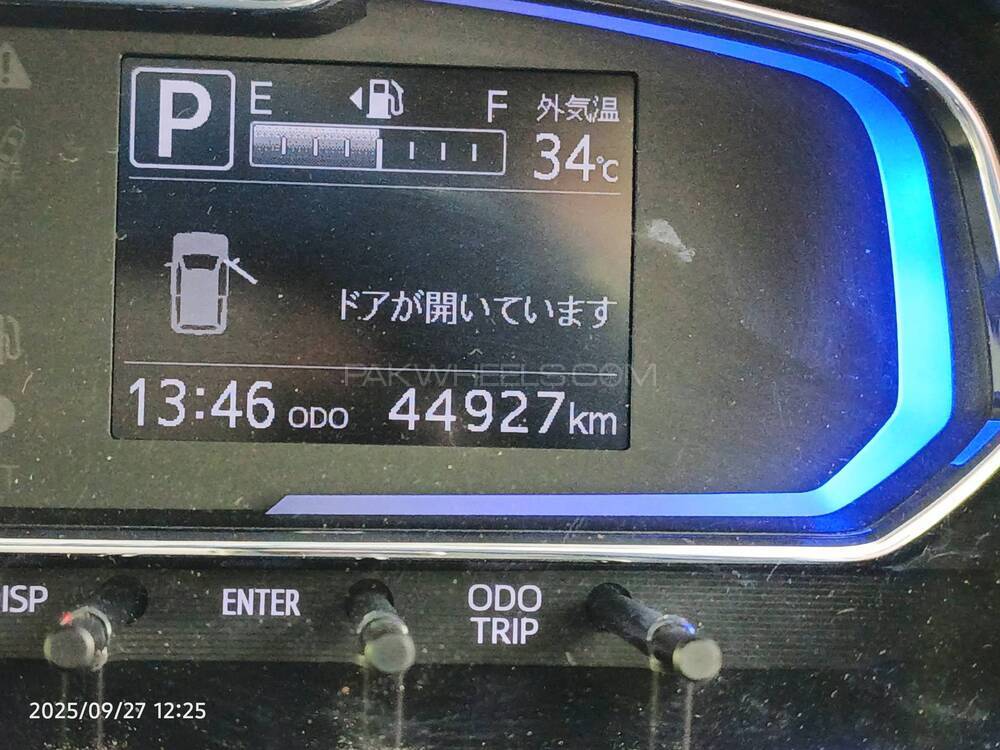 P
E F 外気温
34℃
ドアが開いています
PAKWHEELS.COM
13:46 ODO 44927km
ISP ENTER ODO
TRIP
2025/09/27 12:25